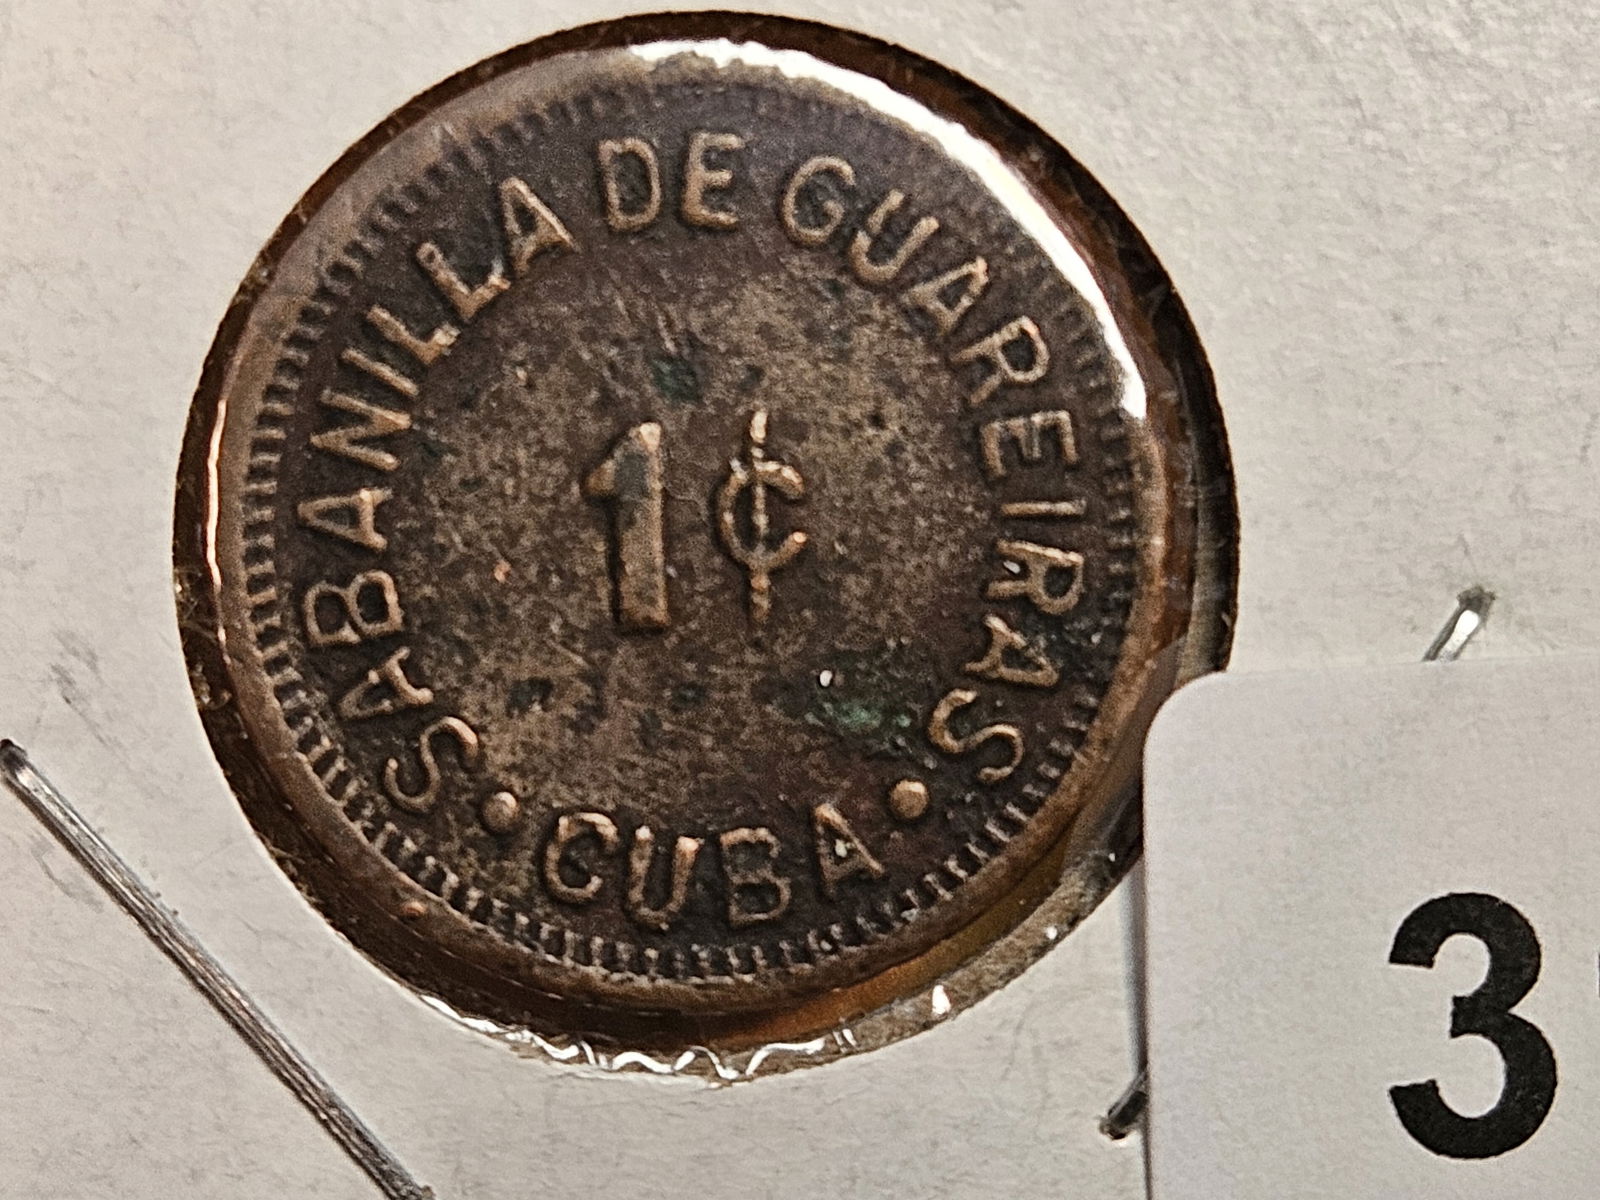 SABANILLA DE GUAREIRAS
1 ¢
• CUBA •
3